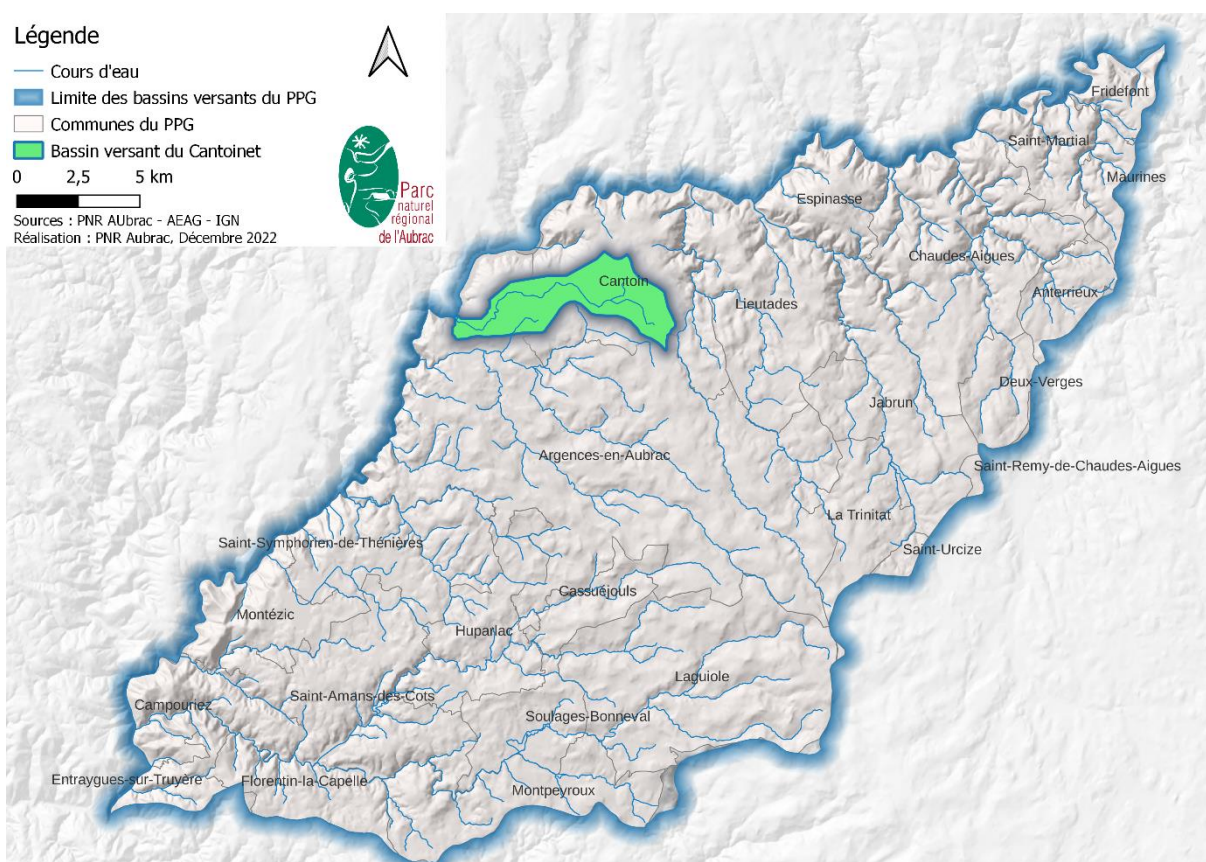 Légende
Cours d'eau
Limite des bassins versants du PPG
Communes du PPG
Bassin versant du Cantoinet
0 2,5 5 km
Sources : PNR AUbrac - AEAG - IGN
Réalisation : PNR Aubrac, Décembre 2022
Parc
naturel
régional
de l'Aubrac
Fridefont
Saint-Martial
Maurines
Espinasse
Chaudes-Aigues
Cantoin
Anterrieux
Lieutades
Deux-Verges
Jabrun
Argences-en-Aubrac
Saint-Remy-de-Chaudes-Aigues
La Trinitat
Saint-Symphorien-de-Thénières
Saint-Urcize
Cassuéjouls
Montézic
Huparlac
Laguiole
Saint-Amans-des-Cots
Campouriez
Soulages-Bonneval
Entraygues-sur-Truyère
Florentin-la-Capelle
Montpeyroux